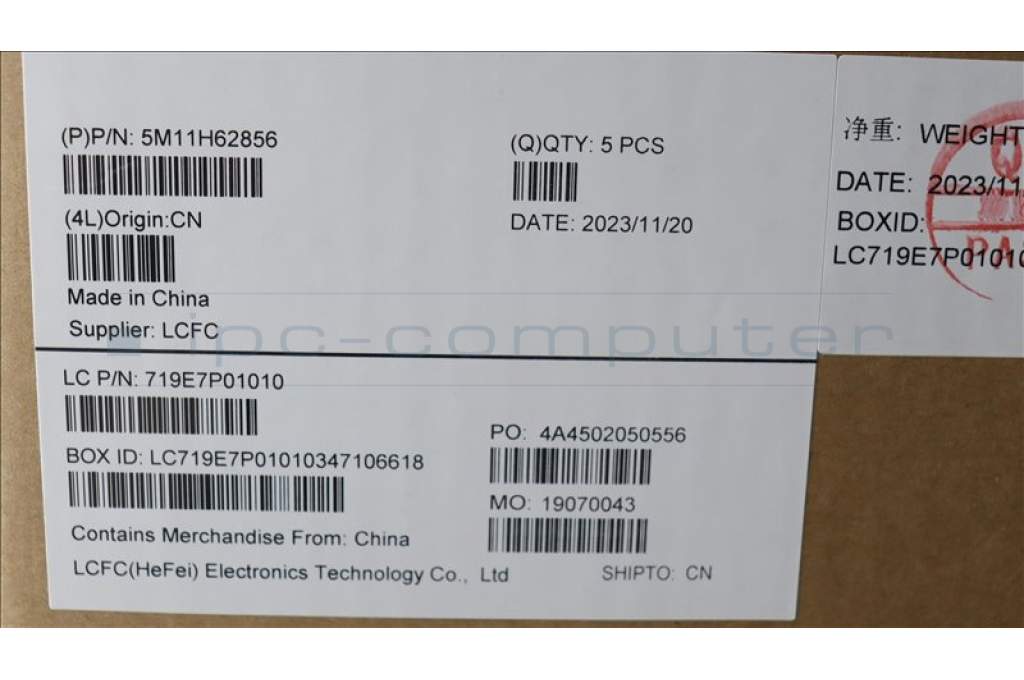 (P)P/N: 5M11H62856
(Q)QTY: 5 PCS
(4L)Origin:CN
DATE: 2023/11/20
Made in China
Supplier: LCFC
净重: WEIGHT
DATE: 2023/11
BOXID:
LC719E7P01010
ipc-computer
LC P/N: 719E7P01010
PO: 4A4502050556
BOX ID: LC719E7P01010347106618
MO: 19070043
Contains Merchandise From: China
LCFC(HeFei) Electronics Technology Co., Ltd
SHIPTO: CN